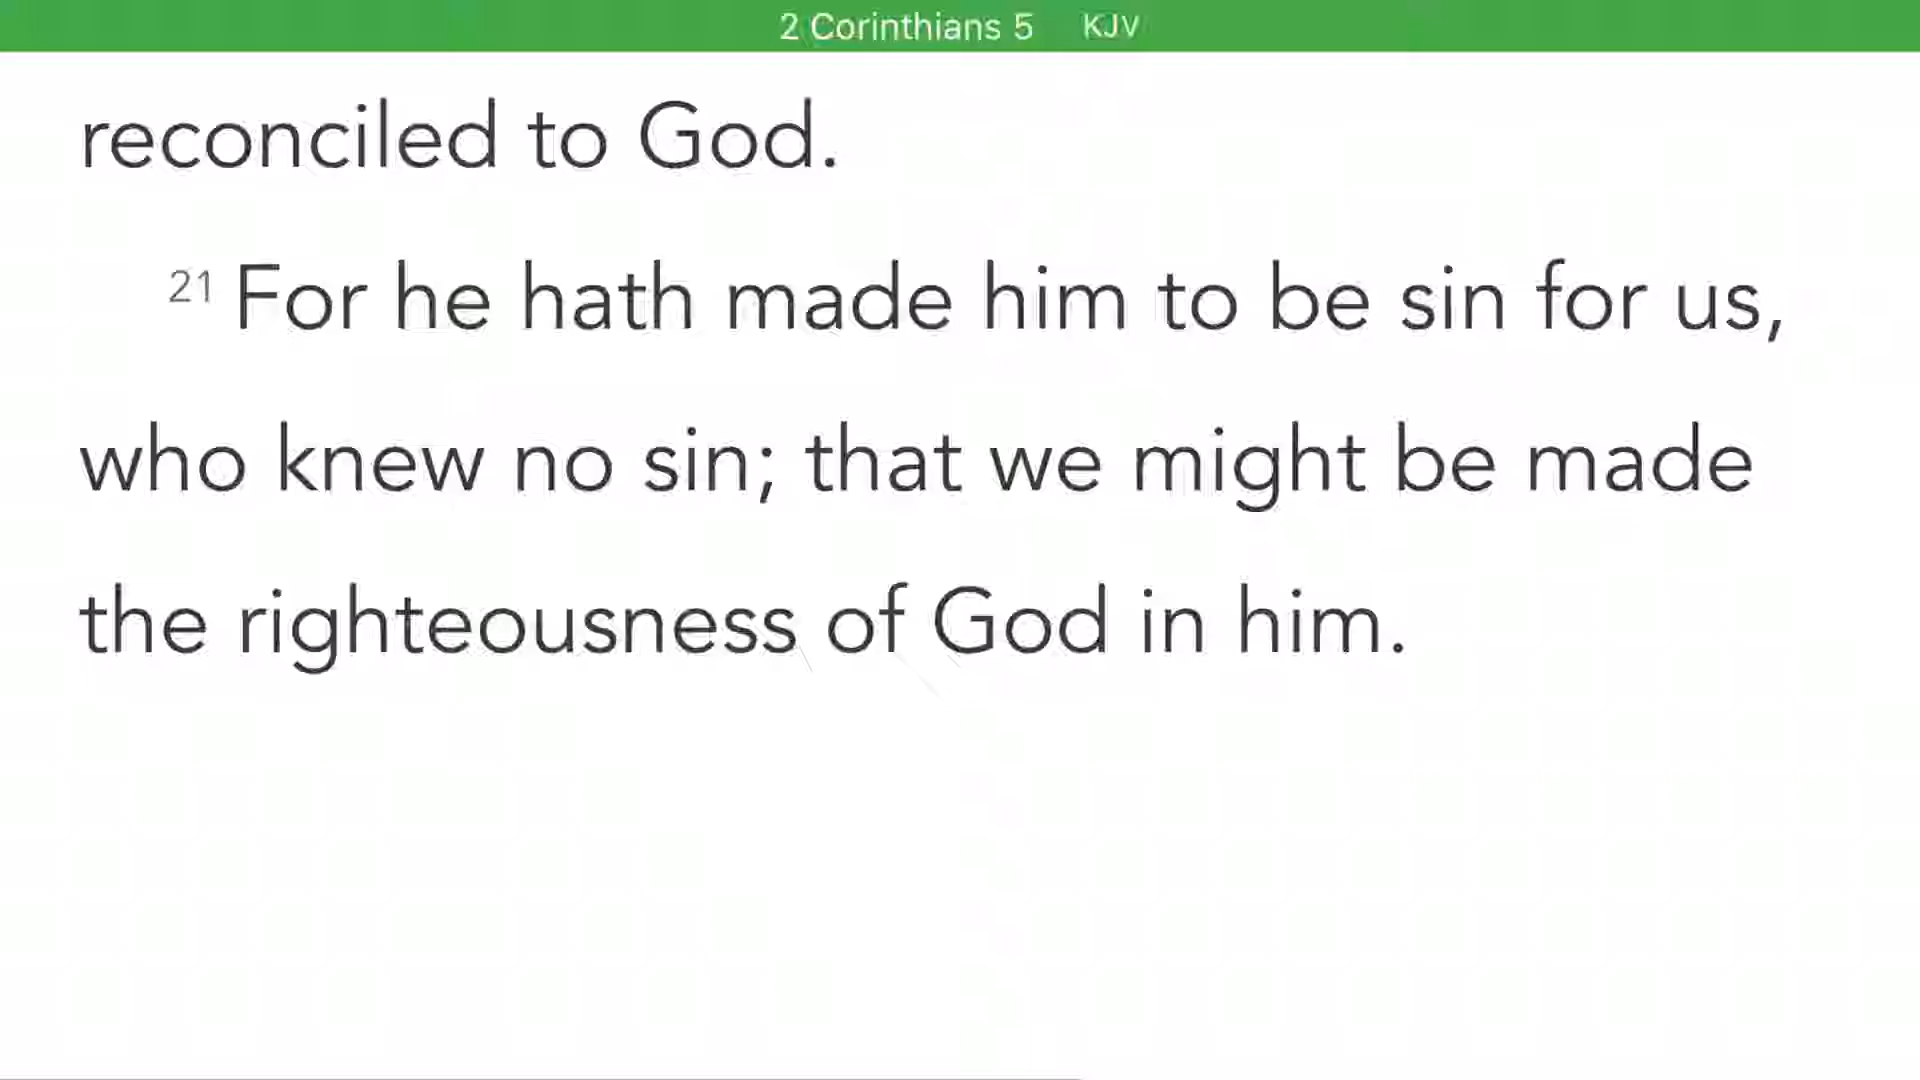 2 Corinthians 5 KJV
reconciled to God.
21 For he hath made him to be sin for us,
who knew no sin; that we might be made
the righteousness of God in him.